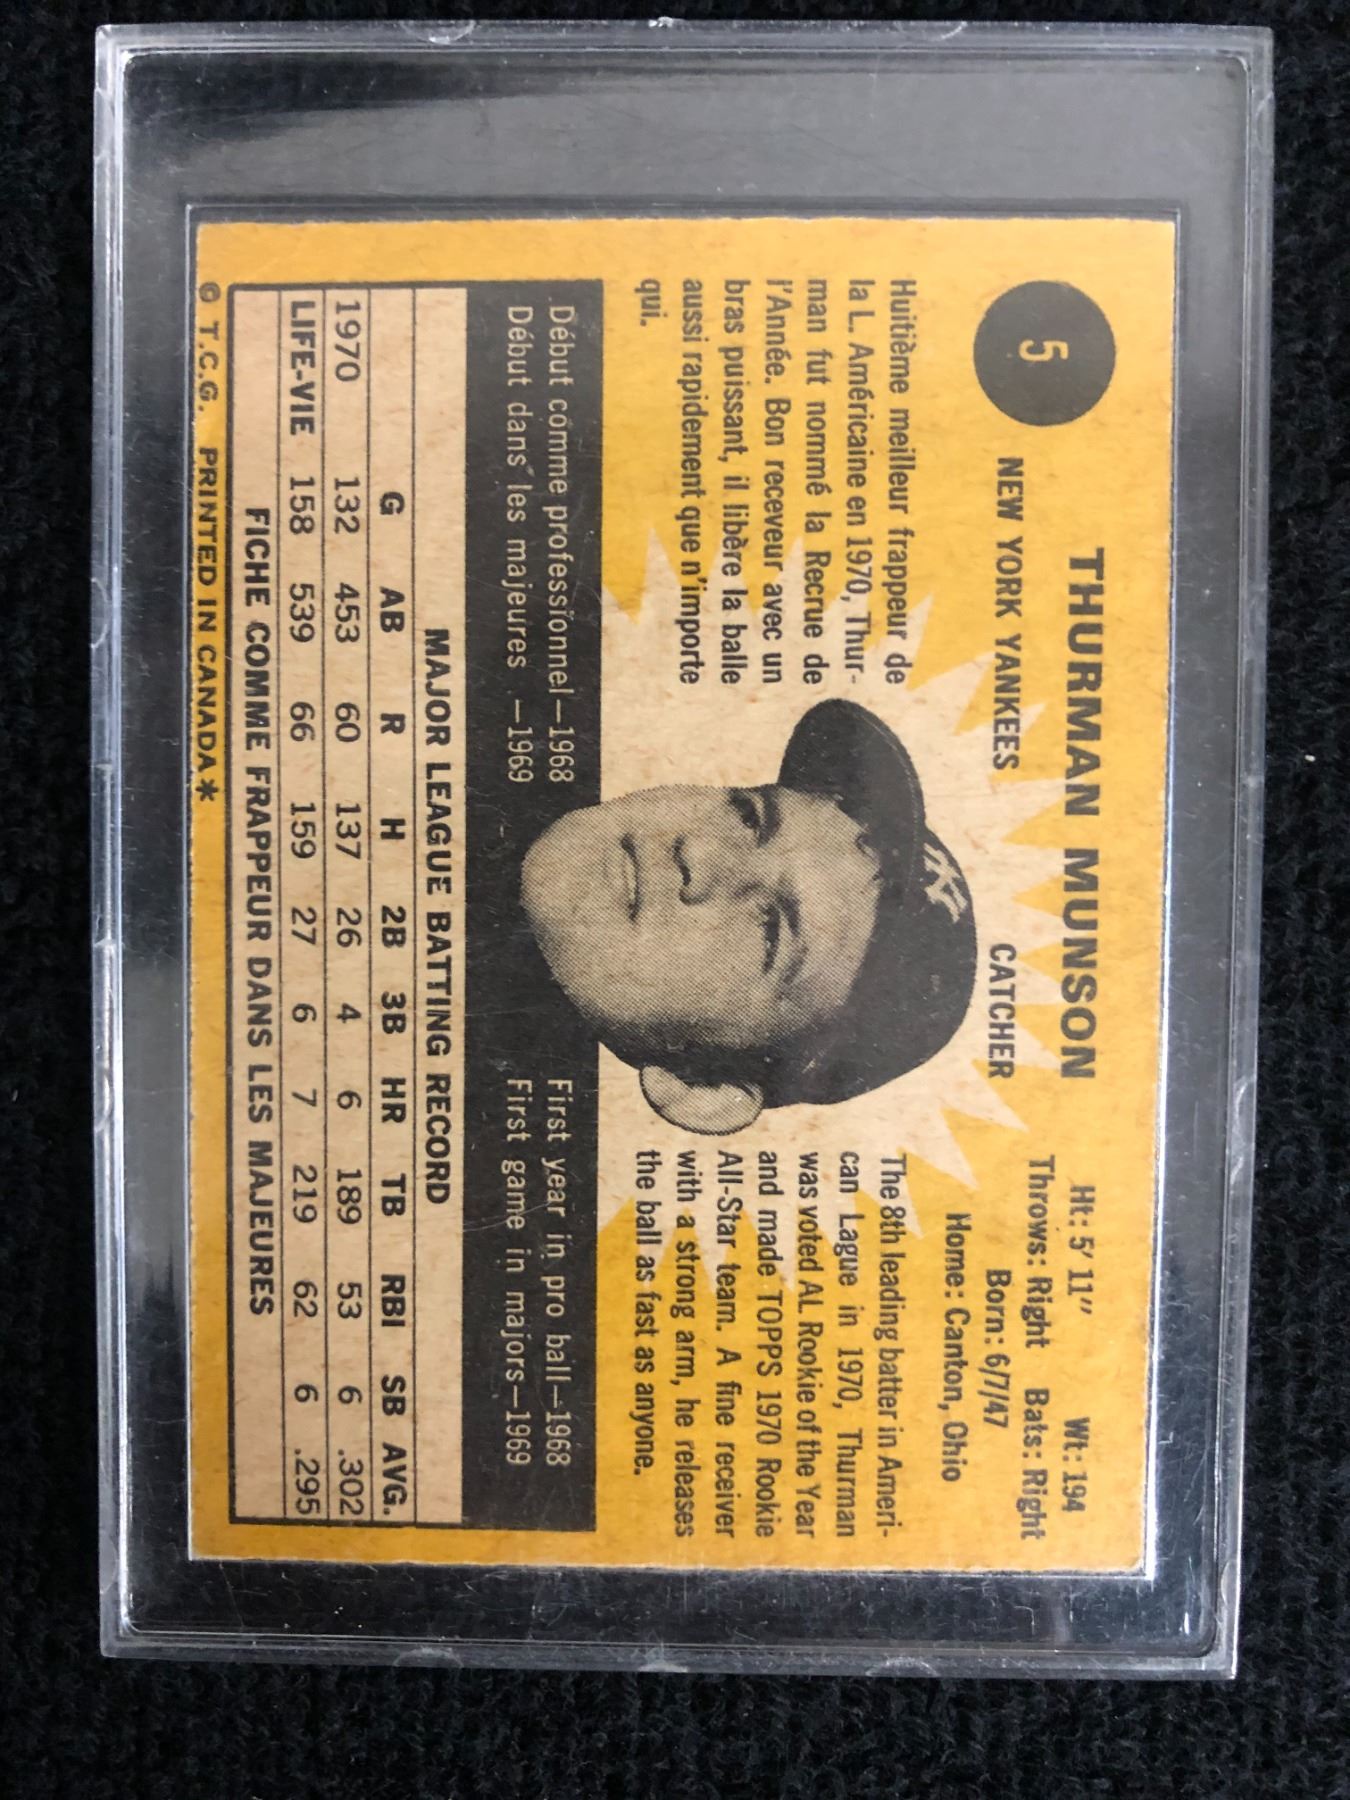 5
THURMAN MUNSON
NEW YORK YANKEES CATCHER
Ht: 5' 11" Wt: 194
Throws: Right Bats: Right
Born: 6/7/47
Home: Canton, Ohio
Huitième meilleur frappeur de
la L. Américaine en 1970, Thur-
man fut nommé la Recrue de
l'Année. Bon receveur avec un
bras puissant, il libère la balle
aussi rapidement que n'importe
qui.
The 8th leading batter in Ameri-
can Lague in 1970, Thurman
was voted AL Rookie of the Year
and made TOPPS 1970 Rookie
All-Star team. A fine receiver
with a strong arm, he releases
the ball as fast as anyone.
Début comme professionnel—1968
Début dans les majeures —1969
First year in pro ball—1968
First game in majors—1969
MAJOR LEAGUE BATTING RECORD
G AB R H 2B 3B HR TB RBI SB AVG.
1970 132 453 60 137 26 4 6 189 53 6 .302
LIFE-VIE 158 539 66 159 27 6 7 219 62 6 .295
FICHE COMME FRAPPEUR DANS LES MAJEURES
© T.C.G. PRINTED IN CANADA*
NY